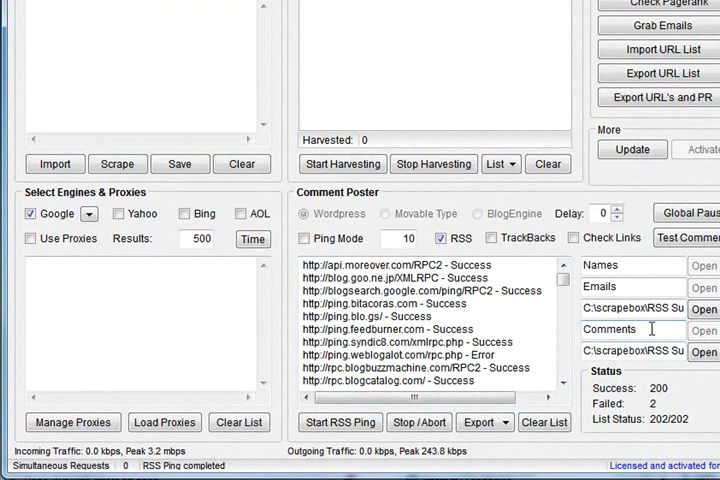 Check Pagerank
Grab Emails
Import URL List
Export URL List
Export URL's and PR
Harvested: 0
More
Import Scrape Save Clear Start Harvesting Stop Harvesting List Clear Update Activate
Select Engines & Proxies Comment Poster
Google Yahoo Bing AOL Wordpress Movable Type BlogEngine Delay: 0 Global Paus
Use Proxies Results: 500 Time Ping Mode 10 RSS TrackBacks Check Links Test Comme
http://api.moreover.com/RPC2 - Success
http://blog.goo.ne.jp/XMLRPC - Success
http://blogsearch.google.com/ping/RPC2 - Success
http://ping.bitacoras.com - Success
http://ping.blo.gs/ - Success
http://ping.feedburner.com - Success
http://ping.syndic8.com/xmlrpc.php - Success
http://ping.weblogalot.com/rpc.php - Error
http://rpc.blogbuzzmachine.com/RPC2 - Success
http://rpc.blogcatalog.com/ - Success
Names Open
Emails Open
C:\scrapebox\RSS Su Open
Comments Open
C:\scrapebox\RSS Su Open
Status
Success: 200
Failed: 2
List Status: 202/202
Manage Proxies Load Proxies Clear List Start RSS Ping Stop / Abort Export Clear List
Incoming Traffic: 0.0 kb, Peak 3.2 mbps Outgoing Traffic: 0.0 kb, Peak 243.8 kbps
Simultaneous Requests 0 RSS Ping completed Licensed and activated for